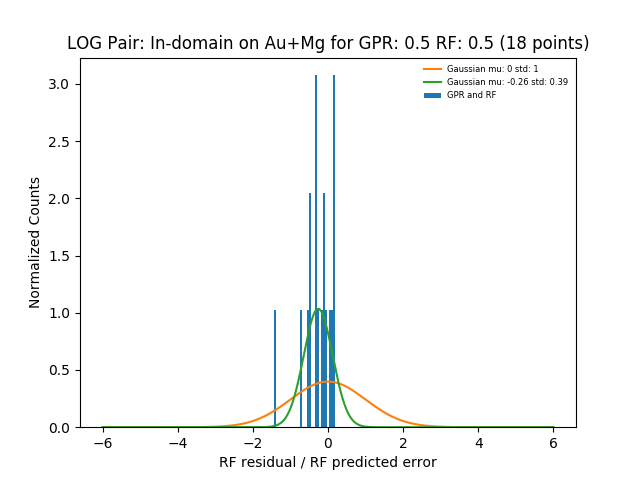 LOG Pair: In-domain on Au+Mg for GPR: 0.5 RF: 0.5 (18 points)
Gaussian mu: 0 std: 1
Gaussian mu: -0.26 std: 0.39
GPR and RF
Normalized Counts
3.0
2.5
2.0
1.5
1.0
0.5
0.0
−6 −4 −2 0 2 4 6
RF residual / RF predicted error